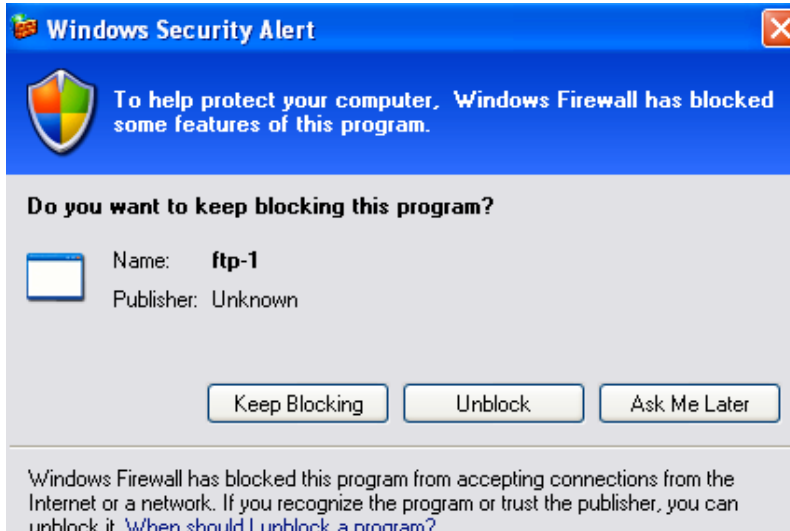 Windows Security Alert
To help protect your computer, Windows Firewall has blocked
some features of this program.
Do you want to keep blocking this program?
Name: ftp-1
Publisher: Unknown
Keep Blocking Unblock Ask Me Later
Windows Firewall has blocked this program from accepting connections from the
Internet or a network. If you recognize the program or trust the publisher, you can
unblock it. When should I unblock a program?